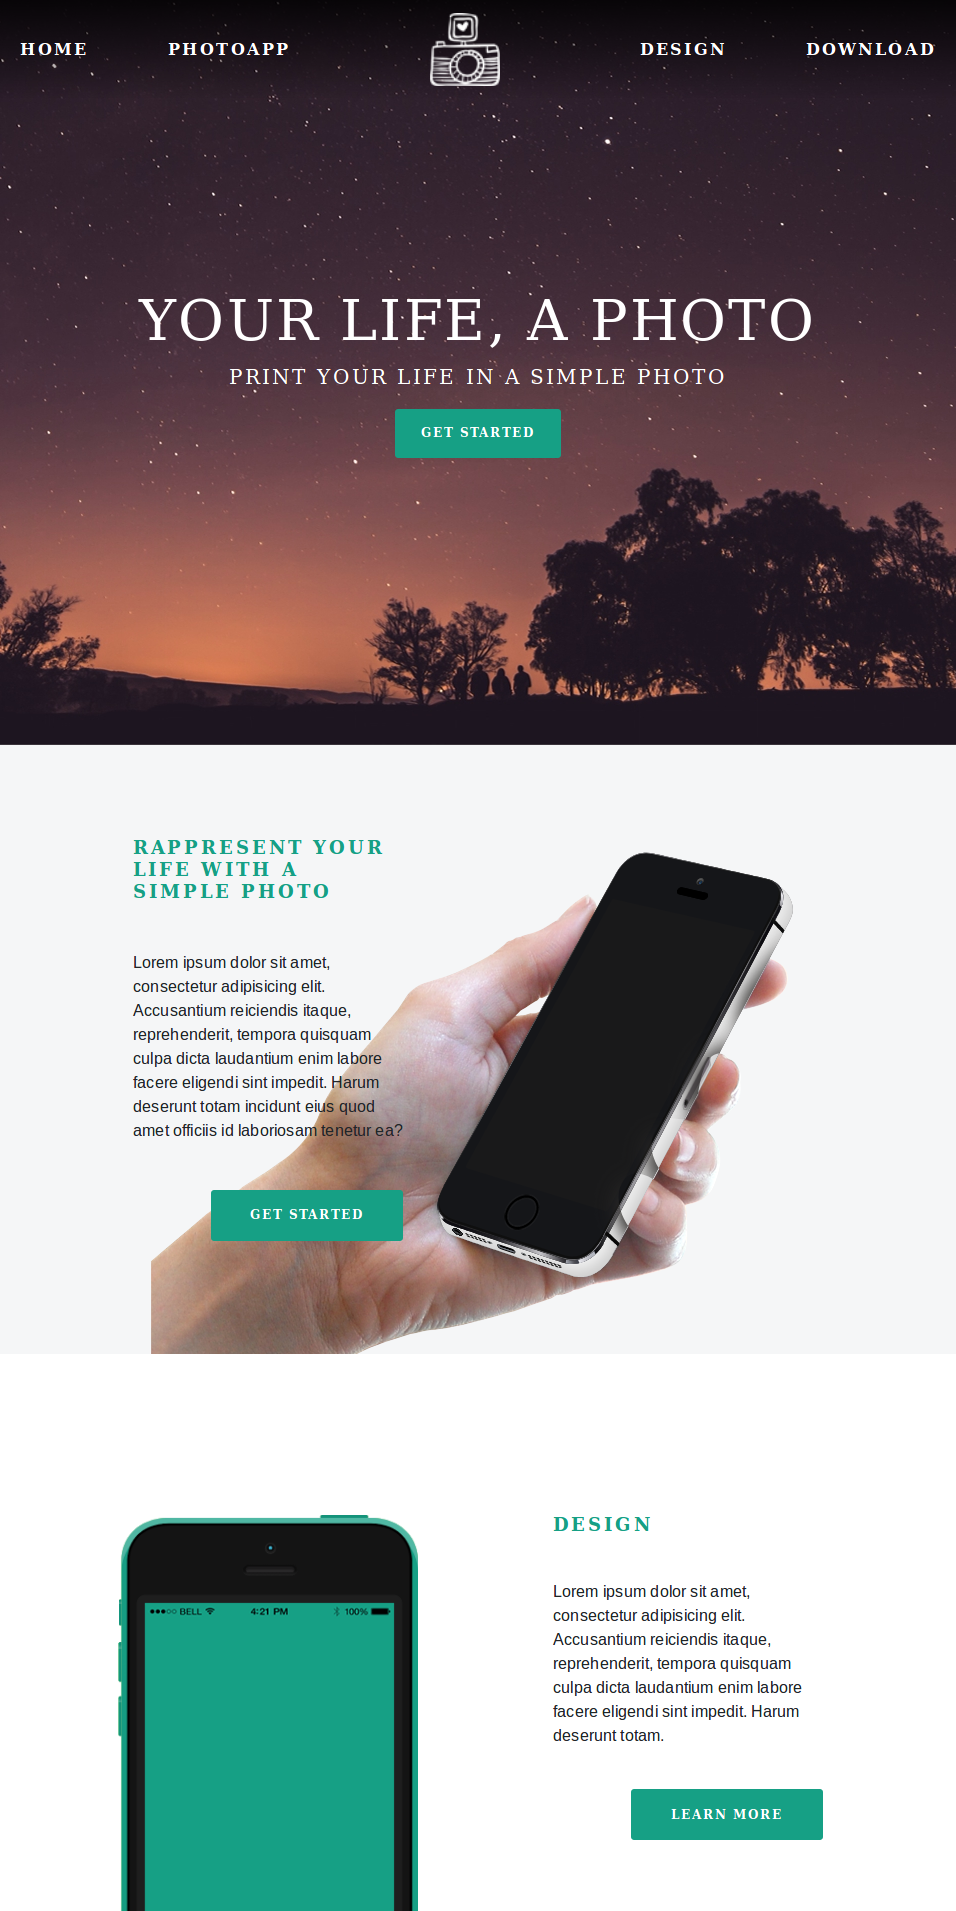 HOME PHOTOAPP DESIGN DOWNLOAD
YOUR LIFE, A PHOTO
PRINT YOUR LIFE IN A SIMPLE PHOTO
GET STARTED
RAPPRESENT YOUR
LIFE WITH A
SIMPLE PHOTO
Lorem ipsum dolor sit amet,
consectetur adipisicing elit.
Accusantium reiciendis itaque,
reprehenderit, tempora quisquam
culpa dicta laudantium enim labore
facere eligendi sint impedit. Harum
deserunt totam incidunt eius quod
amet officiis id laboriosam tenetur ea?
GET STARTED
BELL 4:21 PM 100%
DESIGN
Lorem ipsum dolor sit amet,
consectetur adipisicing elit.
Accusantium reiciendis itaque,
reprehenderit, tempora quisquam
culpa dicta laudantium enim labore
facere eligendi sint impedit. Harum
deserunt totam.
LEARN MORE